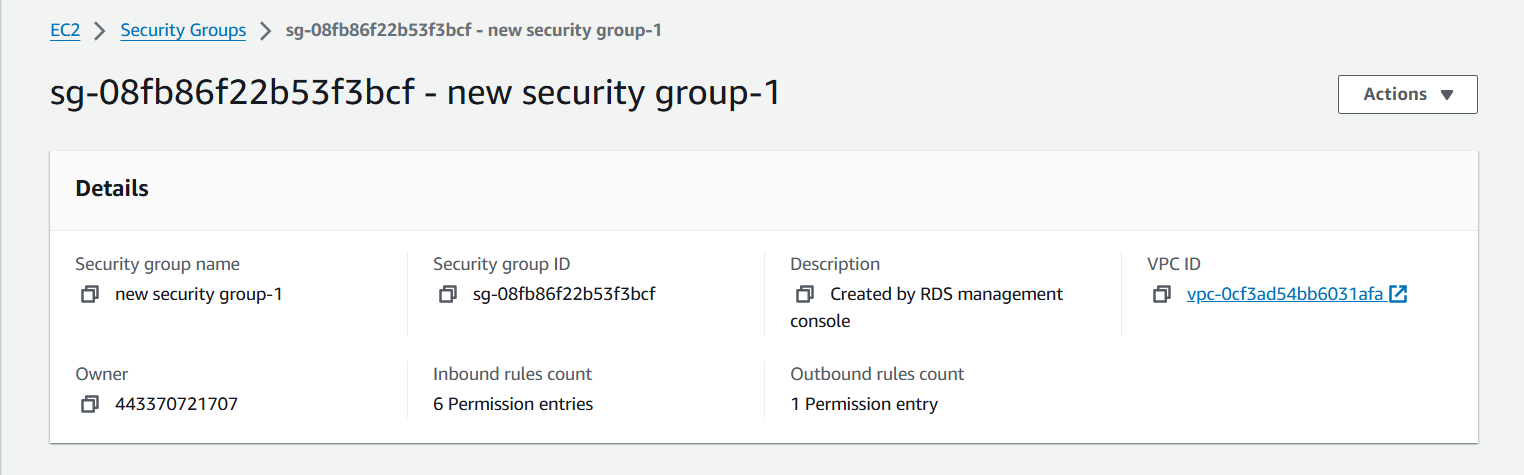 EC2 > Security Groups > sg-08fb86f22b53f3bcf - new security group-1
sg-08fb86f22b53f3bcf - new security group-1
Actions
Details
Security group name
new security group-1
Security group ID
sg-08fb86f22b53f3bcf
Description
Created by RDS management
console
VPC ID
vpc-0cf3ad54bb6031afa
Owner
443370721707
Inbound rules count
6 Permission entries
Outbound rules count
1 Permission entry